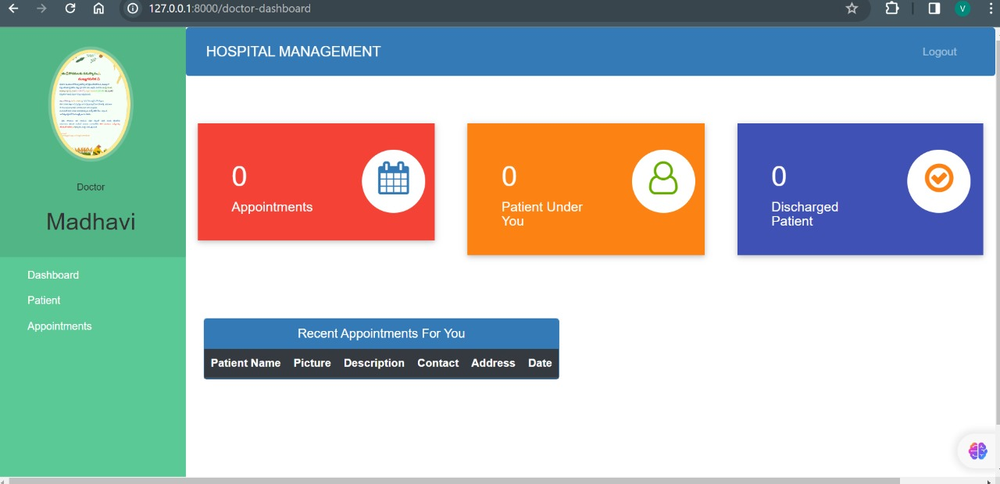 127.0.0.1:8000/doctor-dashboard
V
HOSPITAL MANAGEMENT
Logout
Doctor
Madhavi
Dashboard
Patient
Appointments
0
Appointments
0
Patient Under
You
0
Discharged
Patient
Recent Appointments For You
Patient Name Picture Description Contact Address Date